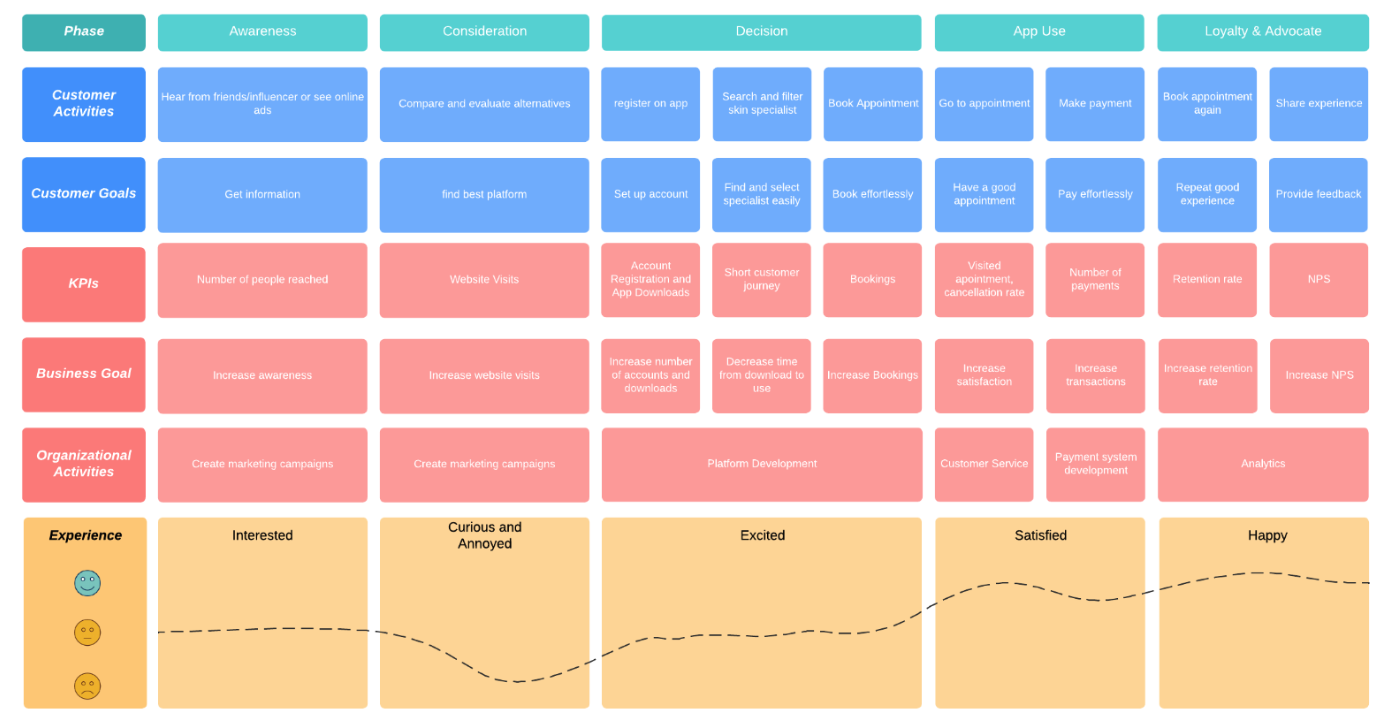 Phase
Awareness
Consideration
Decision
App Use
Loyalty & Advocate
Customer
Activities
Hear from friends/influencer or see online
ads
Compare and evaluate alternatives
register on app
Search and filter
skin specialist
Book Appointment
Go to appointment
Make payment
Book appointment
again
Share experience
Customer Goals
Get information
find best platform
Set up account
Find and select
specialist easily
Book effortlessly
Have a good
appointment
Pay effortlessly
Repeat good
experience
Provide feedback
KPIs
Number of people reached
Website Visits
Account
Registration and
App Downloads
Short customer
journey
Bookings
Visited
apointment,
cancellation rate
Number of
payments
Retention rate
NPS
Business Goal
Increase awareness
Increase website visits
Increase number
of accounts and
downloads
Decrease time
from download to
use
Increase Bookings
Increase
satisfaction
Increase
transactions
Increase retention
rate
Increase NPS
Organizational
Activities
Create marketing campaigns
Create marketing campaigns
Platform Development
Customer Service
Payment system
development
Analytics
Experience
Interested
Curious and
Annoyed
Excited
Satisfied
Happy